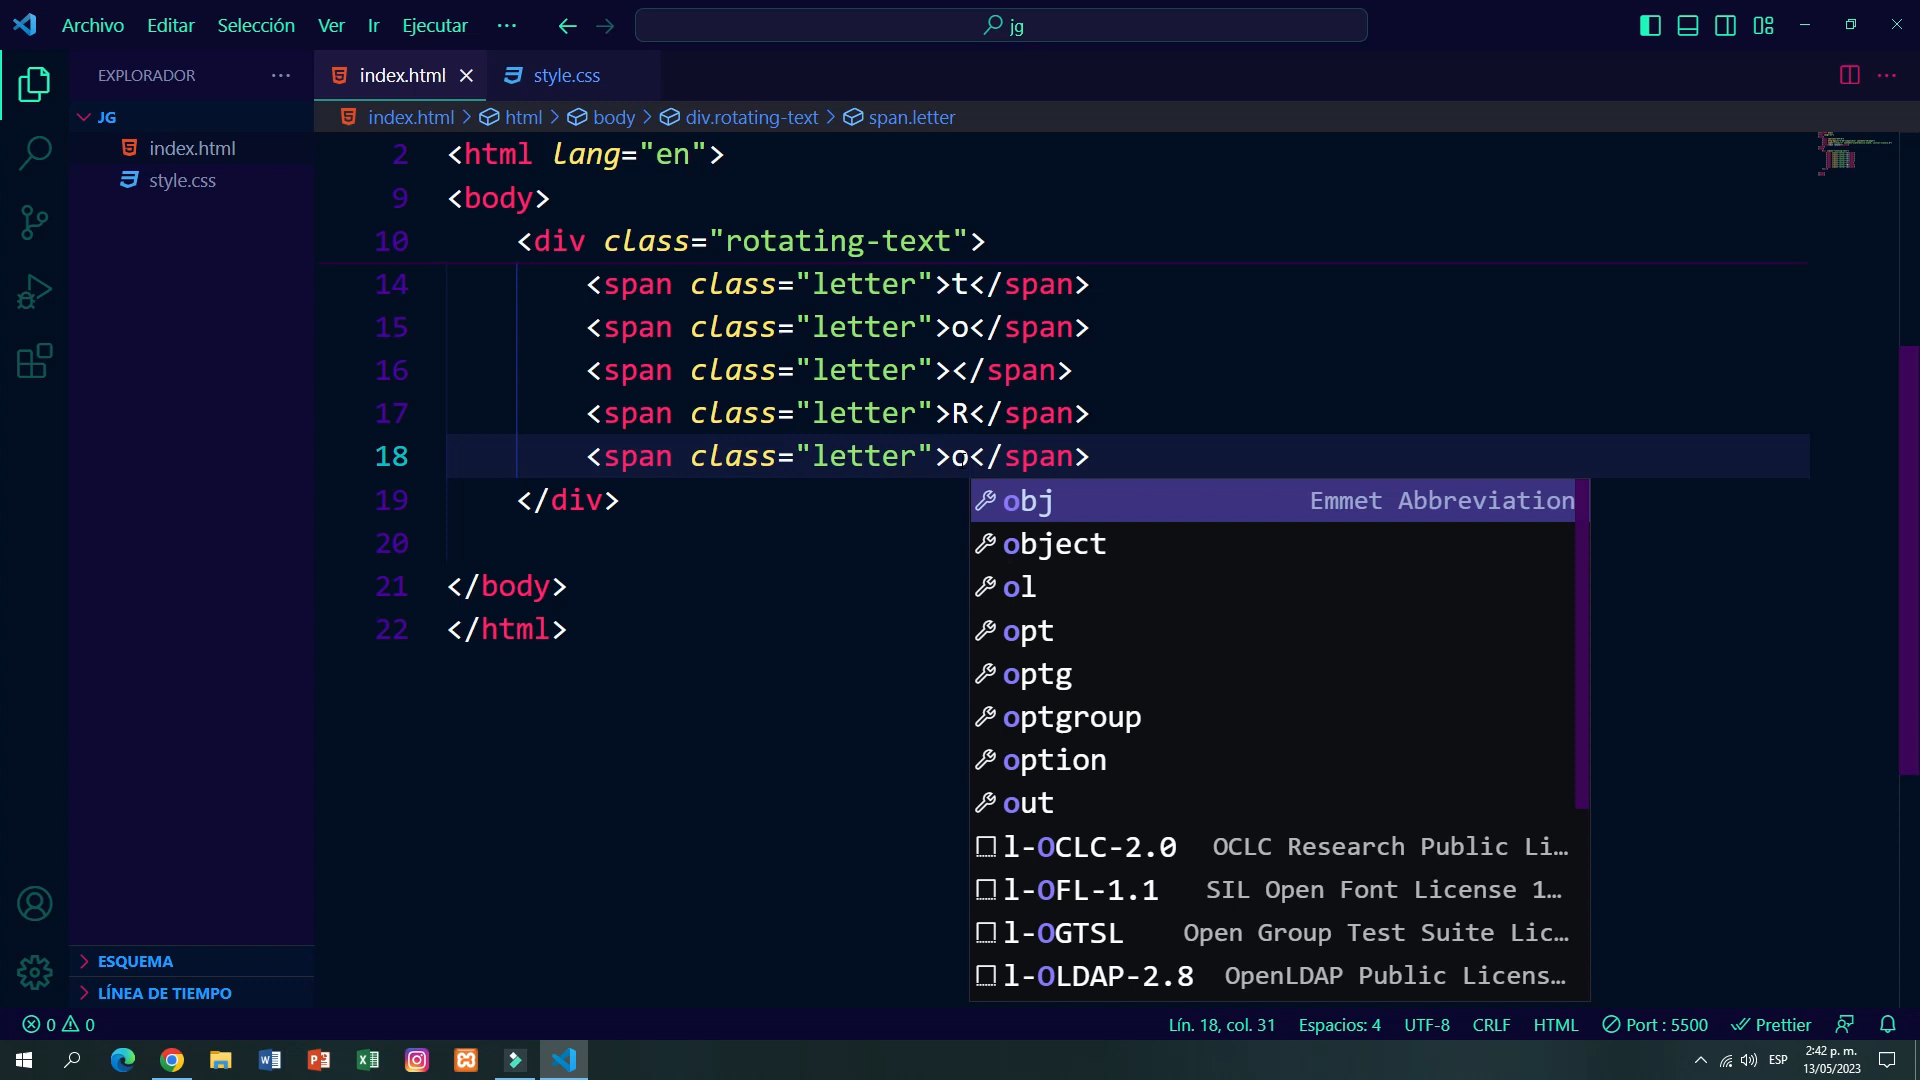 Archivo Editar Selección Ver Ir Ejecutar ··· jg
EXPLORADOR ···
JG
index.html
style.css
ESQUEMA
LÍNEA DE TIEMPO
index.html style.css
index.html > html > body > div.rotating-text > span.letter
2 <html lang="en">
9 <body>
10 <div class="rotating-text">
14 <span class="letter">t</span>
15 <span class="letter">o</span>
16 <span class="letter"></span>
17 <span class="letter">R</span>
18 <span class="letter">o</span>
19 </div>
20
21 </body>
22 </html>
obj Emmet Abbreviation
object
ol
opt
optg
optgroup
option
out
l-OCLC-2.0 OCLC Research Public Li…
l-OFL-1.1 SIL Open Font License 1…
l-OGTSL Open Group Test Suite Lic…
l-OLDAP-2.8 OpenLDAP Public Licens…
0 0 Lín. 18, col. 31 Espacios: 4 UTF-8 CRLF HTML Port : 5500 Prettier
ESP 2:42 p. m.
13/05/2023